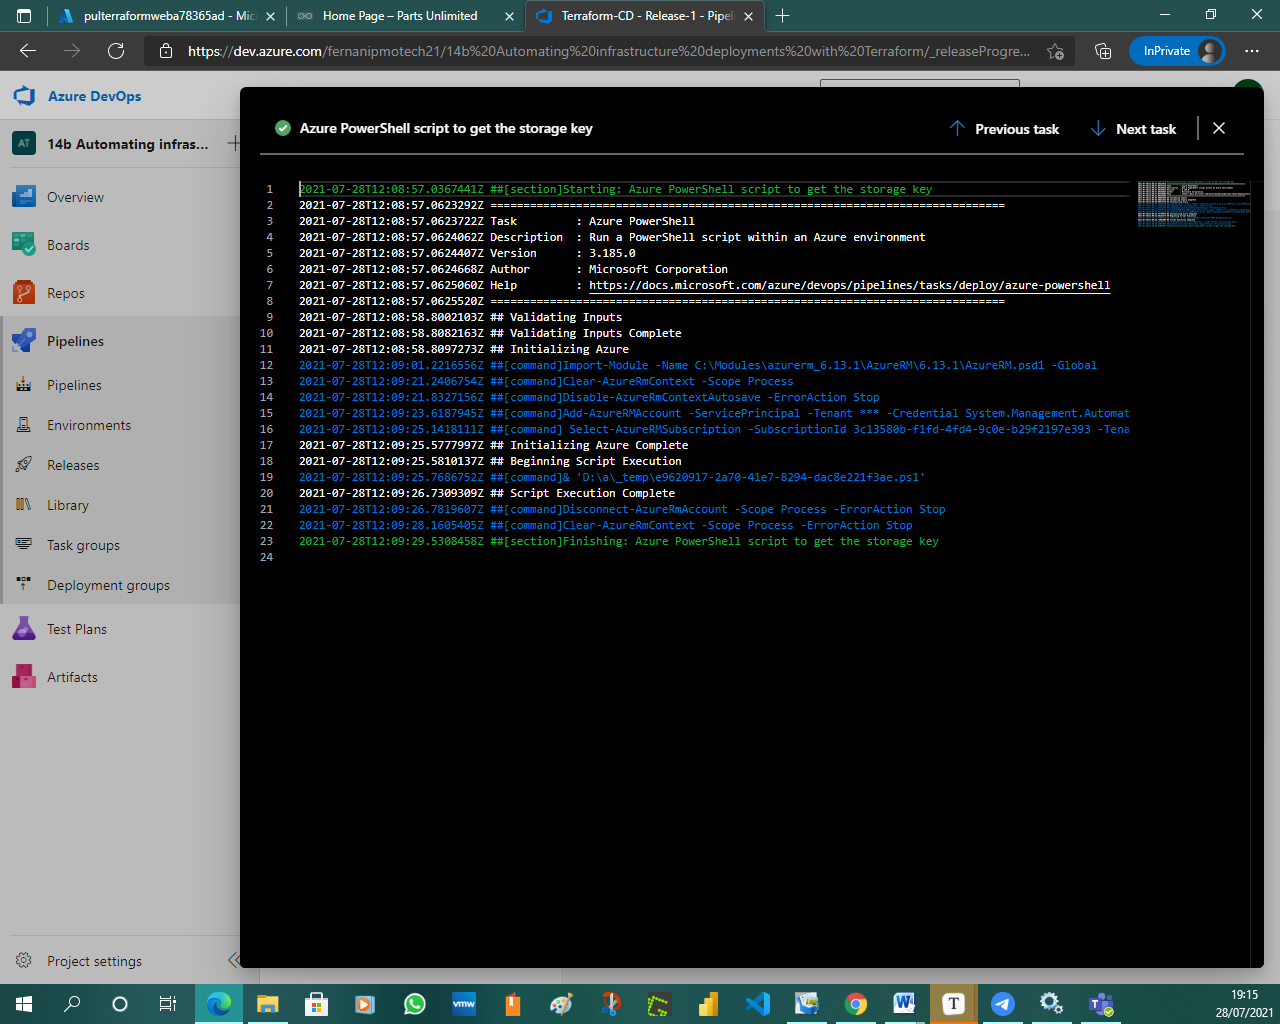 pulterraformweba78365ad - Mic
Home Page – Parts Unlimited
Terraform-CD - Release-1 - Pipel
https://dev.azure.com/fernanipmotech21/14b%20Automating%20infrastructure%20deployments%20with%20Terraform/_releaseProgre...
InPrivate
Azure DevOps
AT
14b Automating infras...
Overview
Boards
Repos
Pipelines
Pipelines
Environments
Releases
Library
Task groups
Deployment groups
Test Plans
Artifacts
Project settings
Azure PowerShell script to get the storage key
Previous task
Next task
1 2021-07-28T12:08:57.0367441Z ##[section]Starting: Azure PowerShell script to get the storage key
2 2021-07-28T12:08:57.0623292Z ==============================================================================
3 2021-07-28T12:08:57.0623722Z Task : Azure PowerShell
4 2021-07-28T12:08:57.0624062Z Description : Run a PowerShell script within an Azure environment
5 2021-07-28T12:08:57.0624407Z Version : 3.185.0
6 2021-07-28T12:08:57.0624668Z Author : Microsoft Corporation
7 2021-07-28T12:08:57.0625060Z Help : https://docs.microsoft.com/azure/devops/pipelines/tasks/deploy/azure-powershell
8 2021-07-28T12:08:57.0625520Z ==============================================================================
9 2021-07-28T12:08:58.8002103Z ## Validating Inputs
10 2021-07-28T12:08:58.8082163Z ## Validating Inputs Complete
11 2021-07-28T12:08:58.8097273Z ## Initializing Azure
12 2021-07-28T12:09:01.2216556Z ##[command]Import-Module -Name C:\Modules\azurerm_6.13.1\AzureRM\6.13.1\AzureRM.psd1 -Global
13 2021-07-28T12:09:21.2406754Z ##[command]Clear-AzureRmContext -Scope Process
14 2021-07-28T12:09:21.8327156Z ##[command]Disable-AzureRmContextAutosave -ErrorAction Stop
15 2021-07-28T12:09:23.6187945Z ##[command]Add-AzureRMAccount -ServicePrincipal -Tenant *** -Credential System.Management.Automat
16 2021-07-28T12:09:25.1418111Z ##[command] Select-AzureRMSubscription -SubscriptionId 3c13580b-f1fd-4fd4-9c0e-b29f2197e393 -Tena
17 2021-07-28T12:09:25.5777997Z ## Initializing Azure Complete
18 2021-07-28T12:09:25.5810137Z ## Beginning Script Execution
19 2021-07-28T12:09:25.7686752Z ##[command]& 'D:\a\_temp\e9620917-2a70-41e7-8294-dac8e221f3ae.ps1'
20 2021-07-28T12:09:26.7309309Z ## Script Execution Complete
21 2021-07-28T12:09:26.7819607Z ##[command]Disconnect-AzureRmAccount -Scope Process -ErrorAction Stop
22 2021-07-28T12:09:28.1605405Z ##[command]Clear-AzureRmContext -Scope Process -ErrorAction Stop
23 2021-07-28T12:09:29.5308458Z ##[section]Finishing: Azure PowerShell script to get the storage key
24
vmw
19:15
28/07/2021